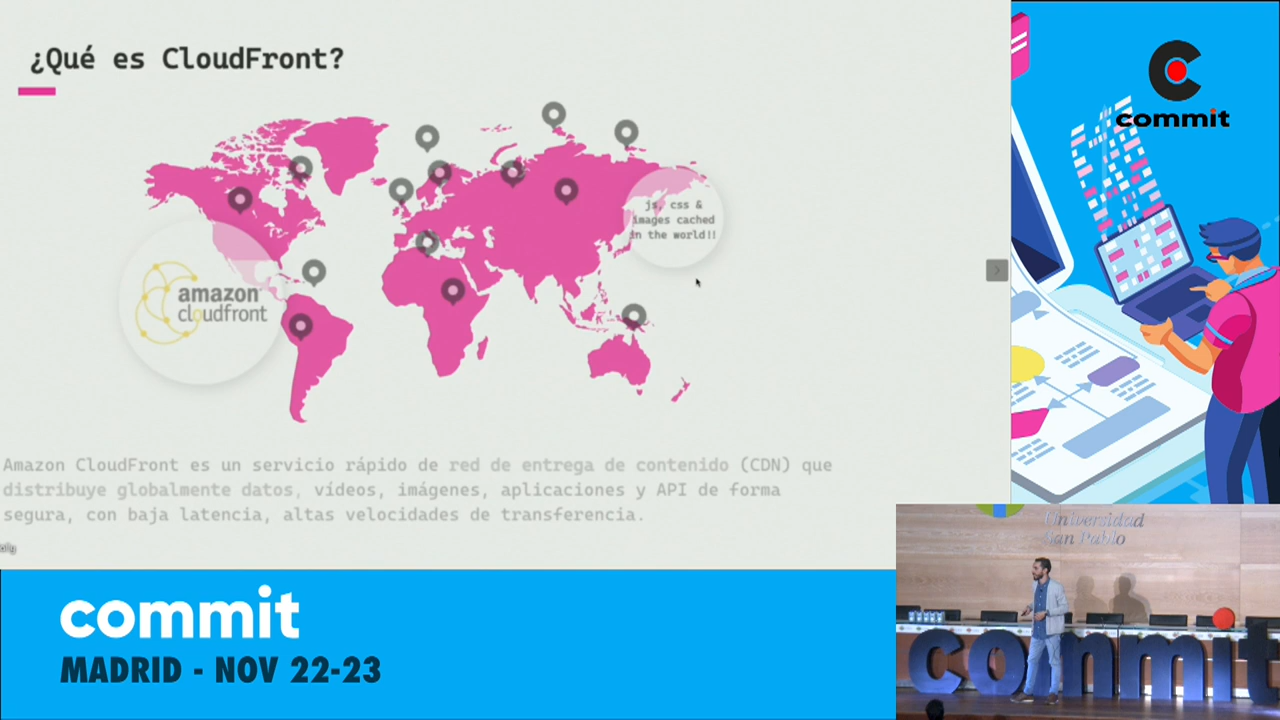 ¿Qué es CloudFront?
js, css &
images cached
in the world!!
amazon
cloudfront
Amazon CloudFront es un servicio rápido de red de entrega de contenido (CDN) que
distribuye globalmente datos, vídeos, imágenes, aplicaciones y API de forma
segura, con baja latencia, altas velocidades de transferencia.
commit
commit
MADRID - NOV 22-23
Universidad
San Pablo
commit